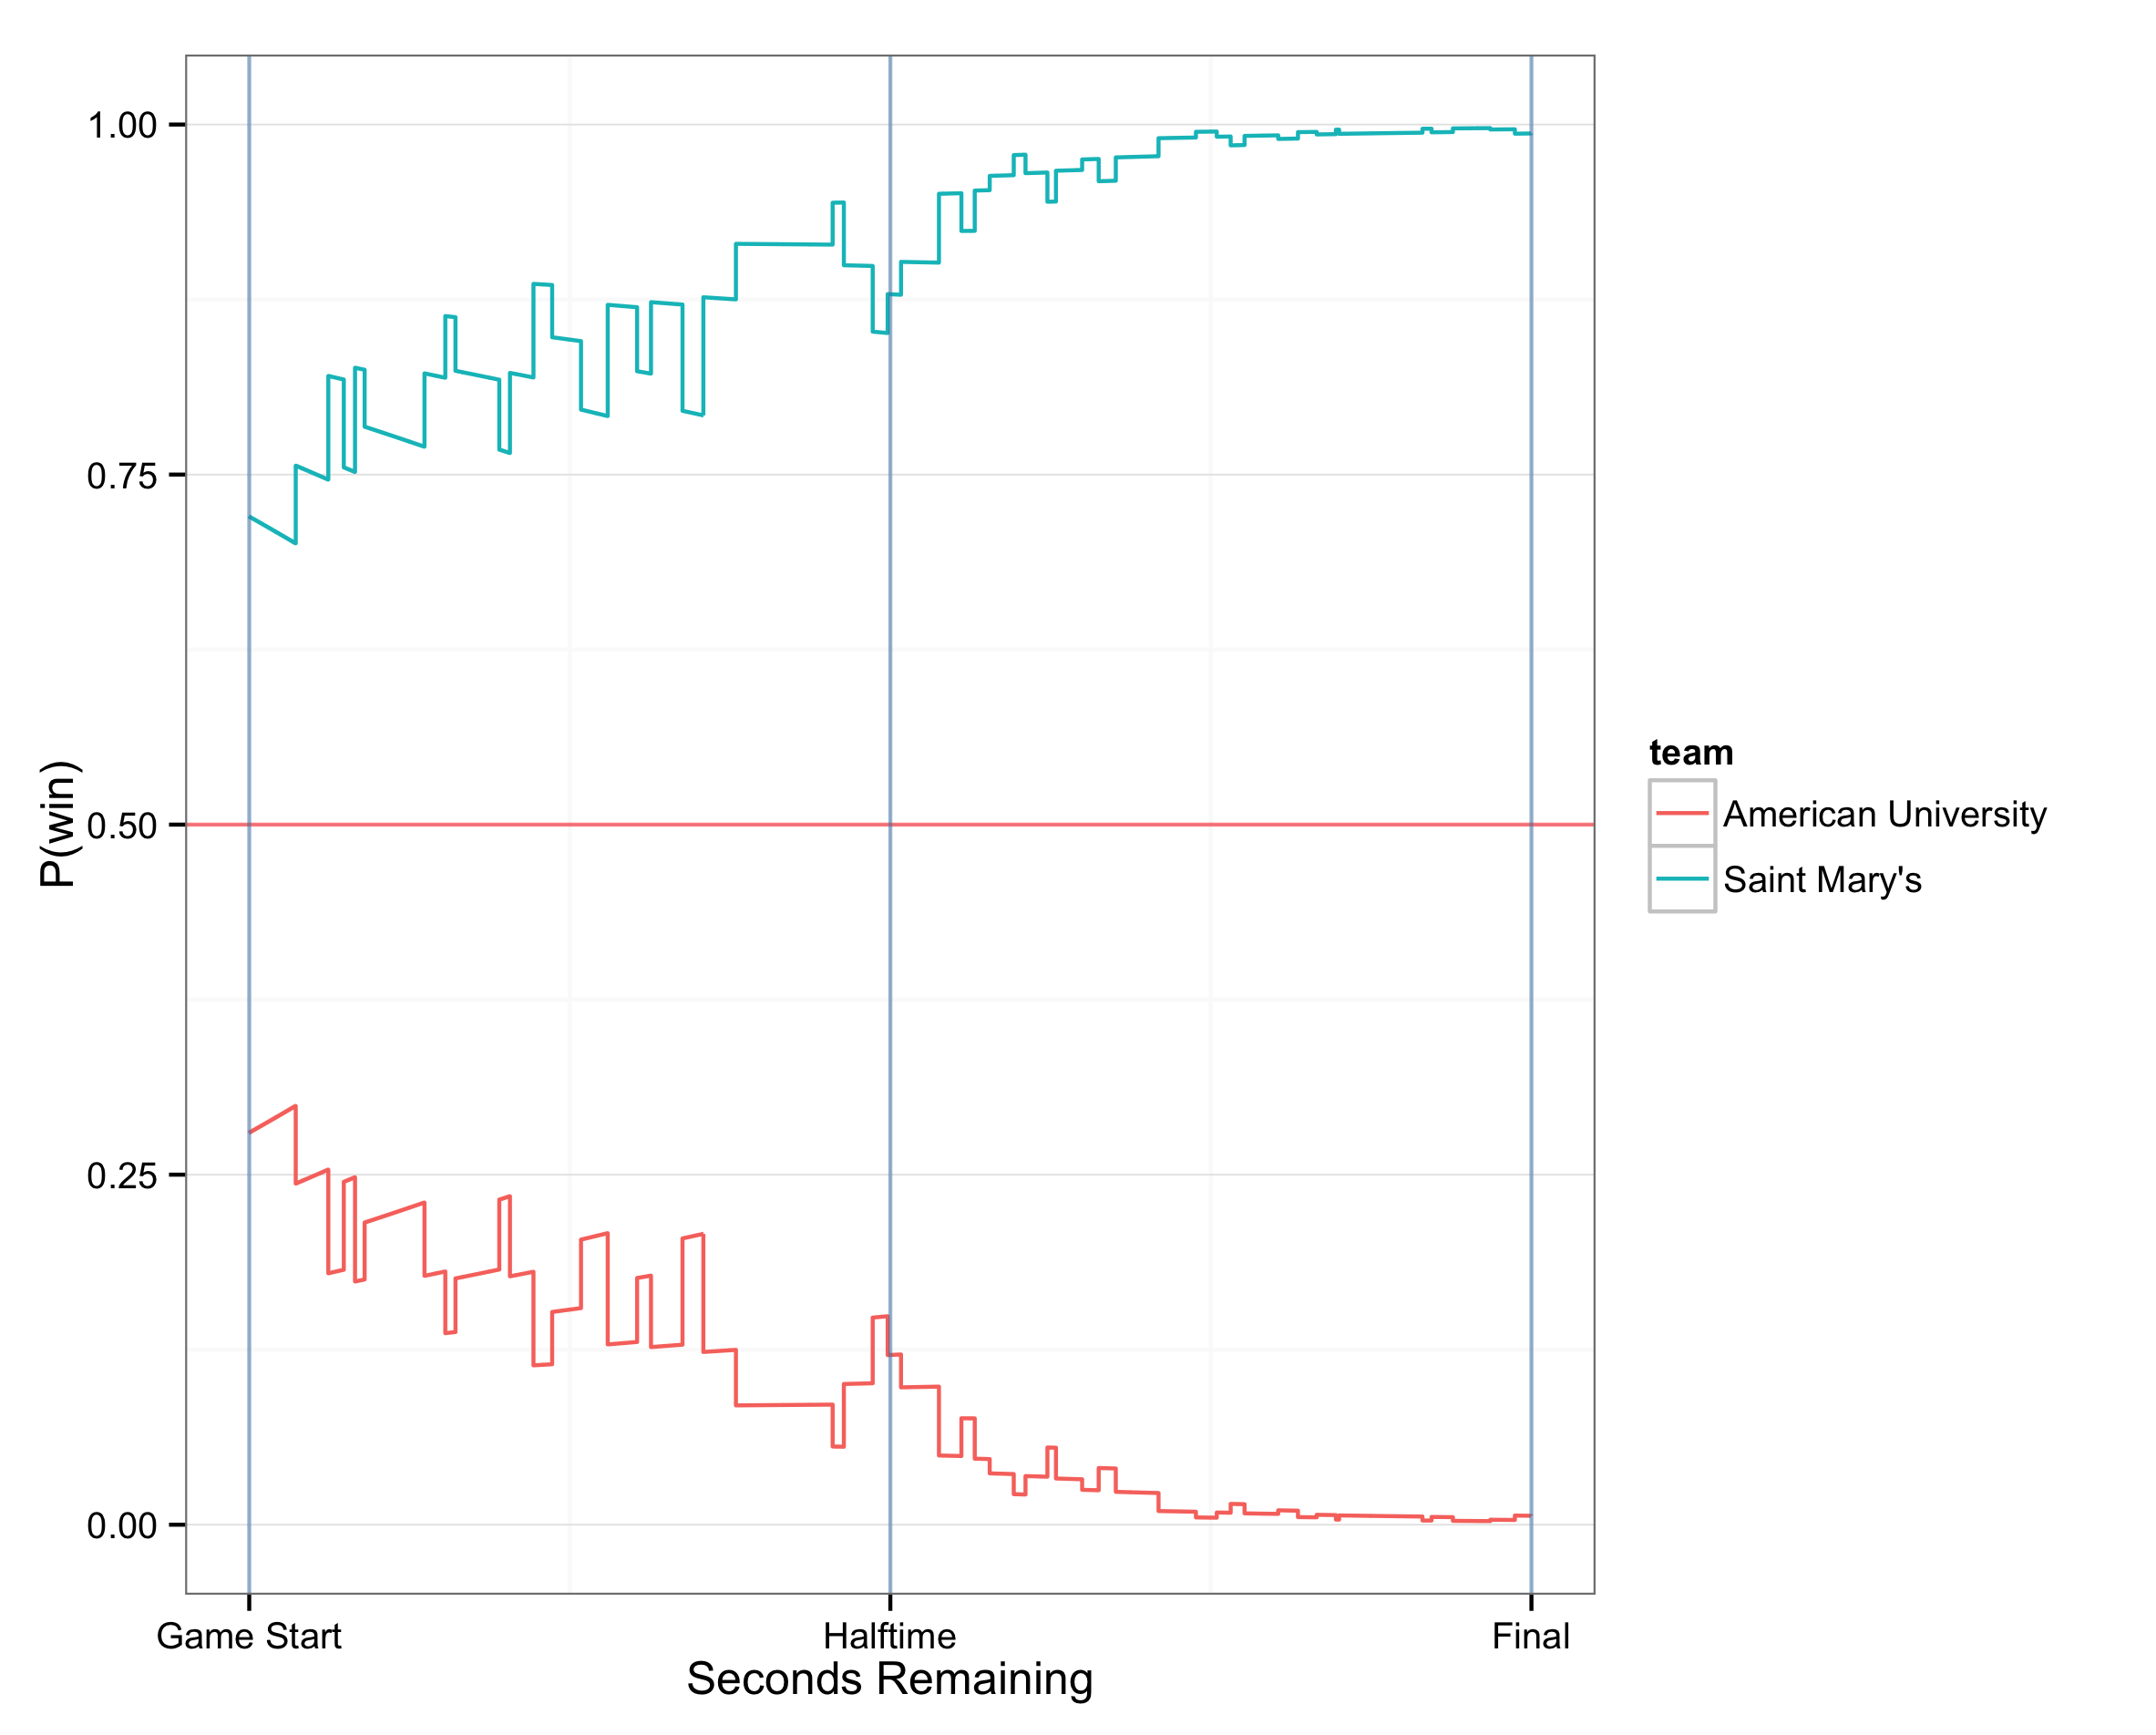 1.00
0.75
0.50
0.25
0.00
P(win)
Game Start
Halftime
Final
Seconds Remaining
team
American University
Saint Mary's